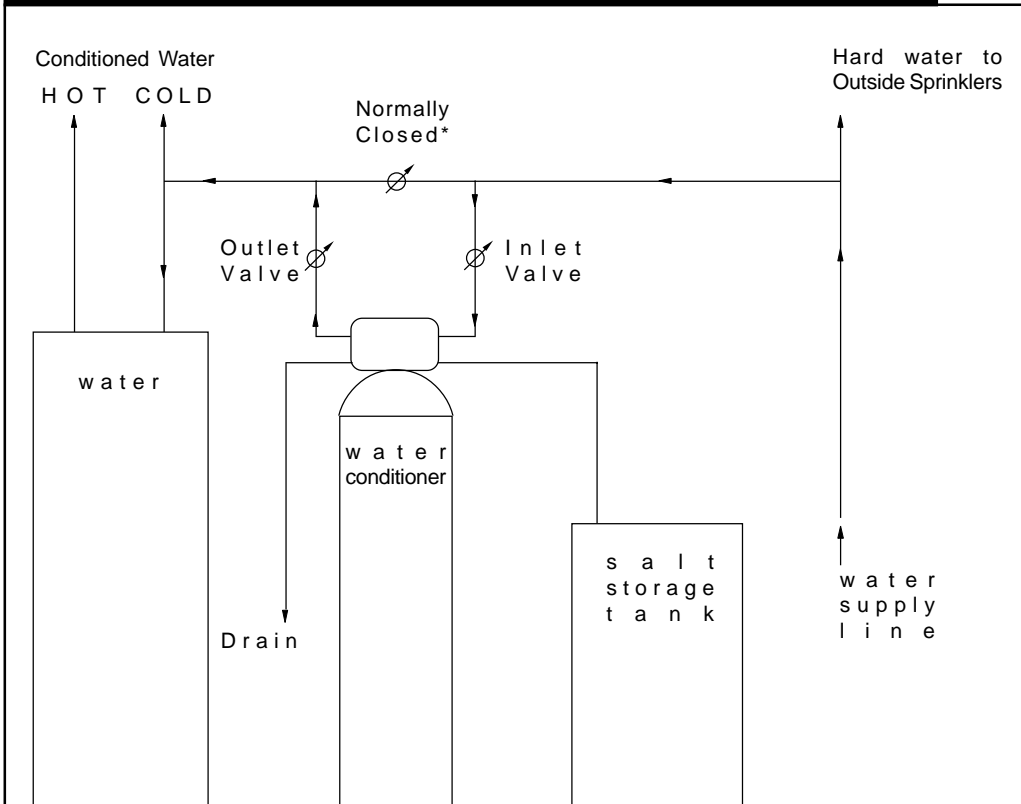 Conditioned Water
HOT COLD
Hard water to
Outside Sprinklers
Normally
Closed*
Outlet
Valve
Inlet
Valve
water
water
conditioner
salt
storage
tank
water
supply
line
Drain